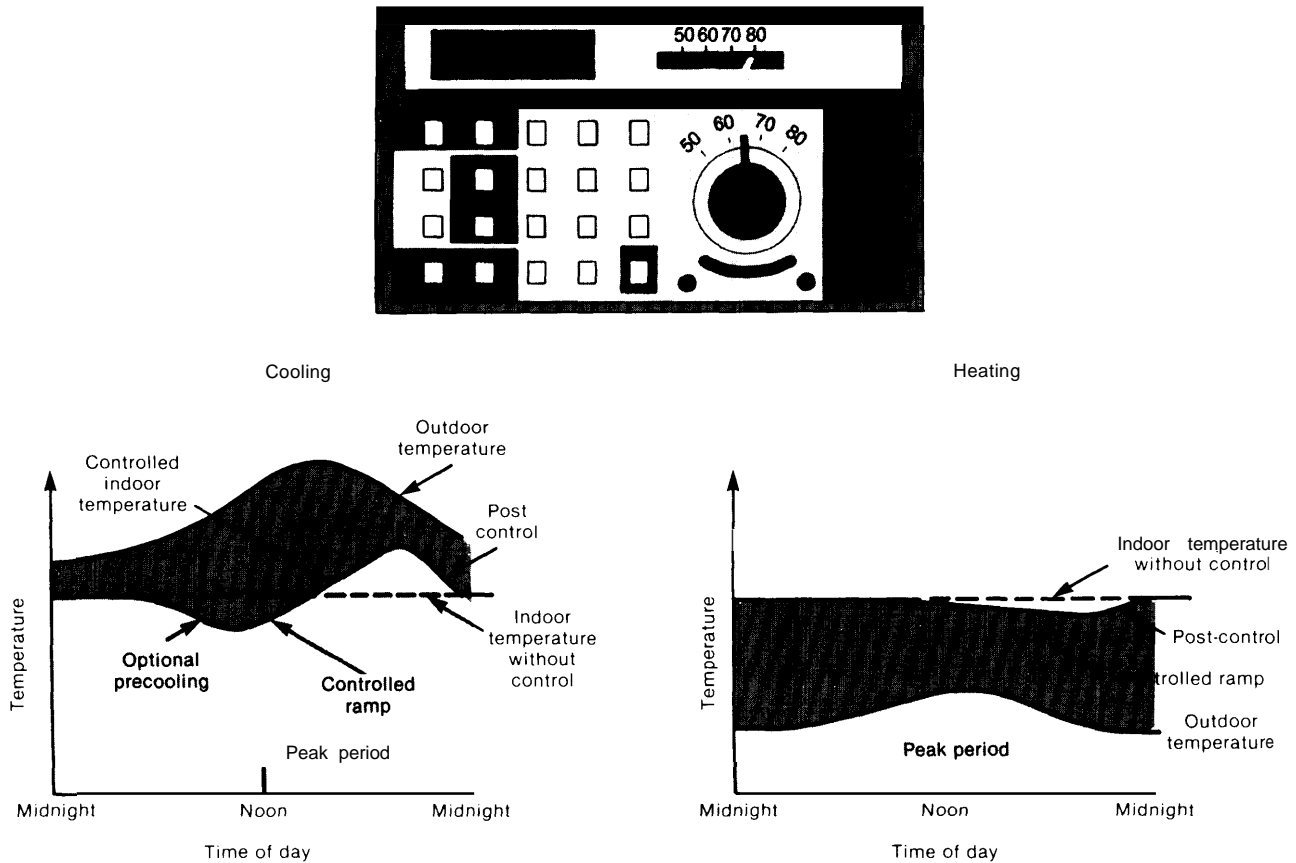 50 60 70 80
50 60 70 80
Cooling
Heating
Outdoor
temperature
Controlled
indoor
temperature
Post
control
Indoor
temperature
without
control
Optional
precooling
Controlled
ramp
Temperature
Peak period
Midnight
Noon
Midnight
Time of day
Indoor temperature
without control
Post-control
trolled ramp
Outdoor
temperature
Temperature
Peak period
Midnight
Noon
Midnight
Time of day